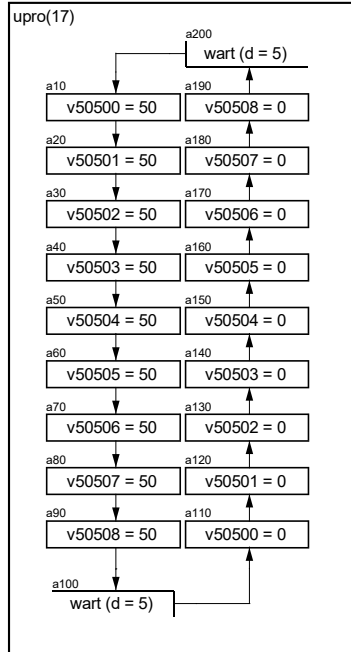 upro(17)
a200
wart (d = 5)
a10
v50500 = 50
a190
v50508 = 0
a20
v50501 = 50
a180
v50507 = 0
a30
v50502 = 50
a170
v50506 = 0
a40
v50503 = 50
a160
v50505 = 0
a50
v50504 = 50
a150
v50504 = 0
a60
v50505 = 50
a140
v50503 = 0
a70
v50506 = 50
a130
v50502 = 0
a80
v50507 = 50
a120
v50501 = 0
a90
v50508 = 50
a110
v50500 = 0
a100
wart (d = 5)